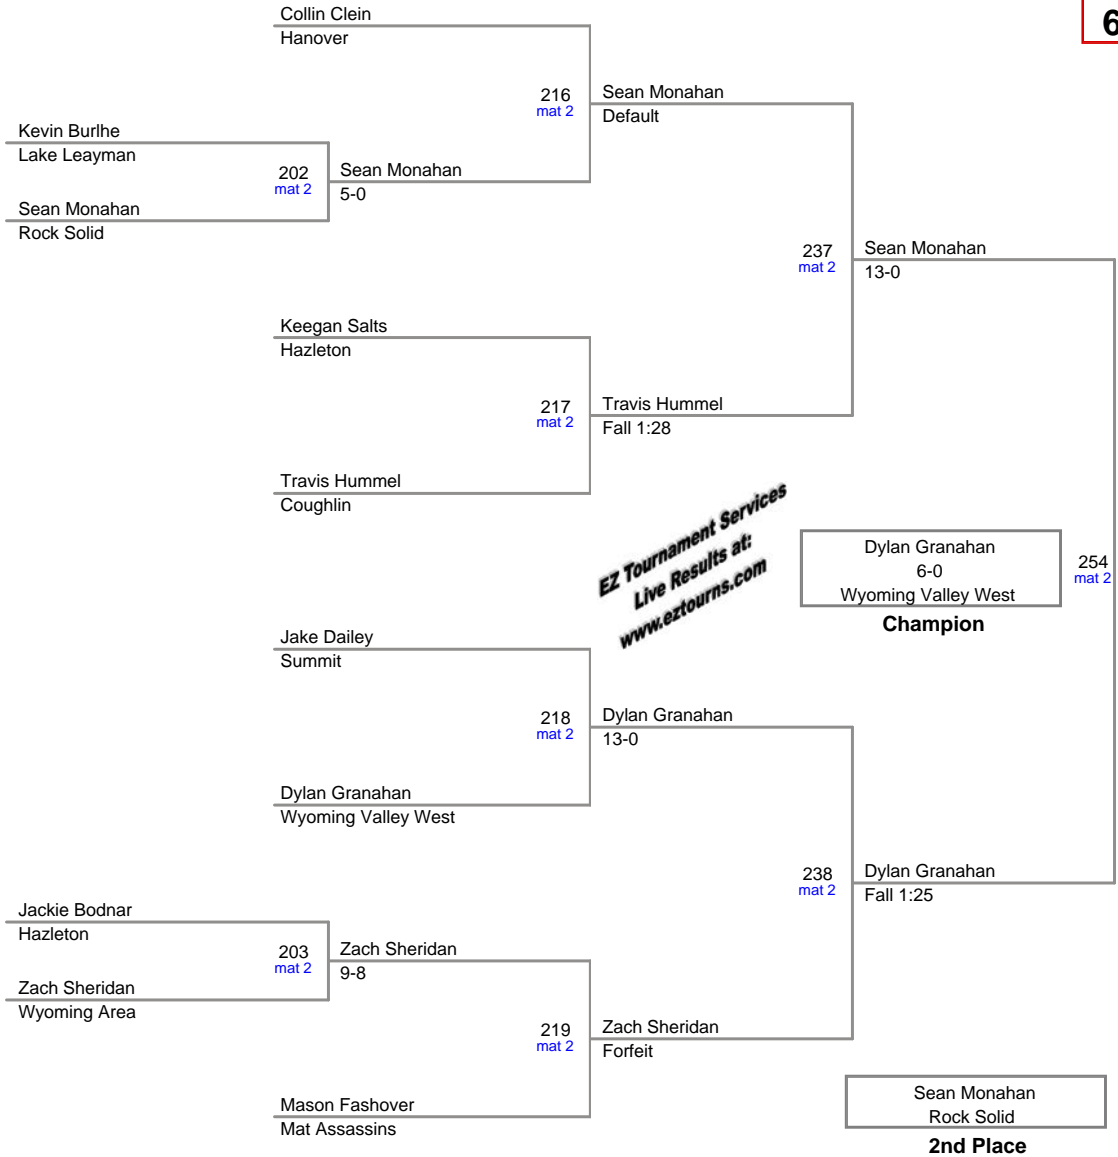 Collin Clein
Hanover
6
216
mat 2
Sean Monahan
Default
Kevin Burlhe
Lake Leayman
202
mat 2
Sean Monahan
5-0
Sean Monahan
Rock Solid
237
mat 2
Sean Monahan
13-0
Keegan Salts
Hazleton
217
mat 2
Travis Hummel
Fall 1:28
Travis Hummel
Coughlin
EZ Tournament Services
Live Results at:
www.eztourns.com
Dylan Granahan
6-0
Wyoming Valley West
254
mat 2
Champion
Jake Dailey
Summit
218
mat 2
Dylan Granahan
13-0
Dylan Granahan
Wyoming Valley West
238
mat 2
Dylan Granahan
Fall 1:25
Jackie Bodnar
Hazleton
203
mat 2
Zach Sheridan
9-8
Zach Sheridan
Wyoming Area
219
mat 2
Zach Sheridan
Forfeit
Mason Fashover
Mat Assassins
Sean Monahan
Rock Solid
2nd Place